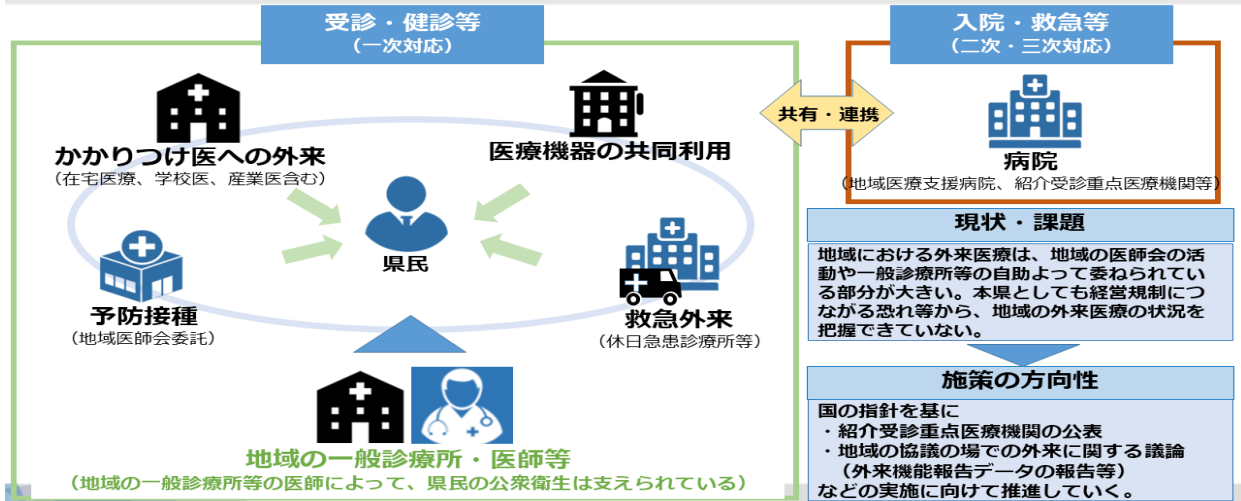 受診・健診等
（一次対応）
かかりつけ医への外来
（在宅医療、学校医、産業医含む）
医療機器の共同利用
県民
予防接種
（地域医師会委託）
救急外来
（休日急患診療所等）
地域の一般診療所・医師等
（地域の一般診療所等の医師によって、県民の公衆衛生は支えられている）
共有・連携
入院・救急等
（二次・三次対応）
病院
（地域医療支援病院、紹介受診重点医療機関等）
現状・課題
地域における外来医療は、地域の医師会の活
動や一般診療所等の自助よって委ねられてい
る部分が大きい。本県としても経営規制につ
ながる恐れ等から、地域の外来医療の状況を
把握できていない。
施策の方向性
国の指針を基に
・紹介受診重点医療機関の公表
・地域の協議の場での外来に関する議論
（外来機能報告データの報告等）
などの実施に向けて推進していく。